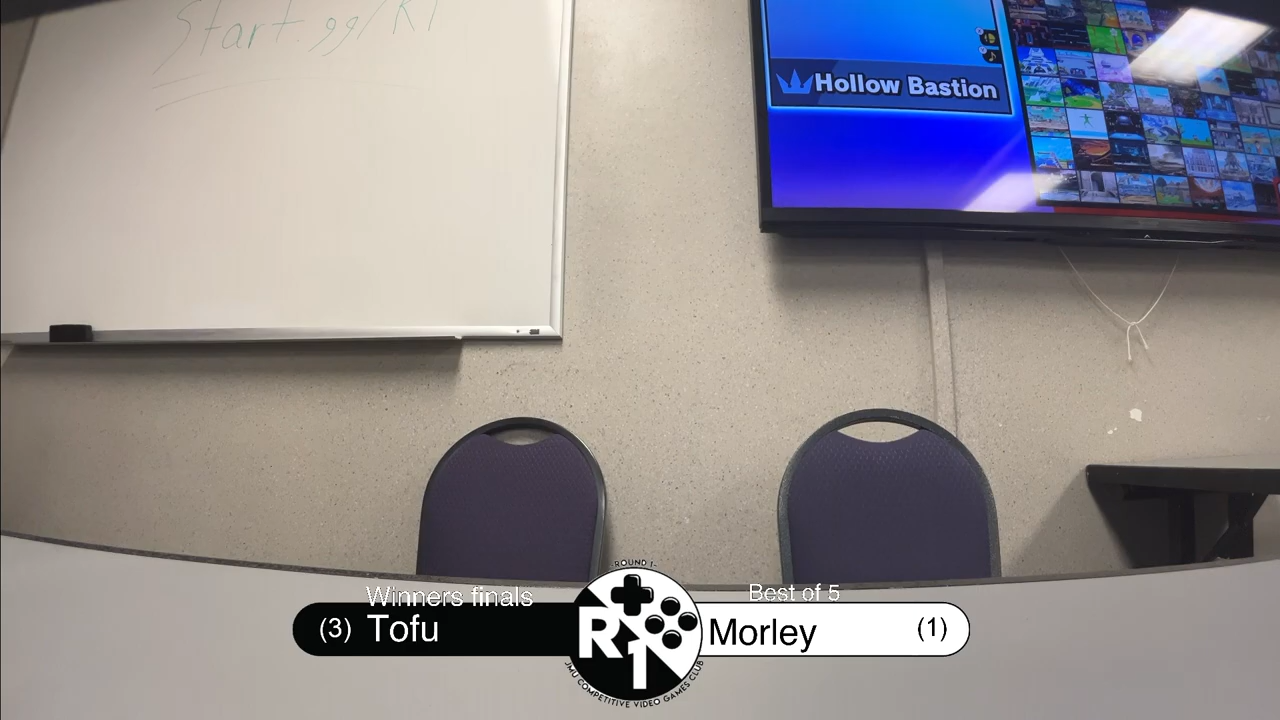 Start.gg/R1
Hollow Bastion
-ROUND 1-
Winners finals
Best of 5
(3) Tofu
R1
Morley (1)
JMU COMPETITIVE VIDEO GAMES CLUB